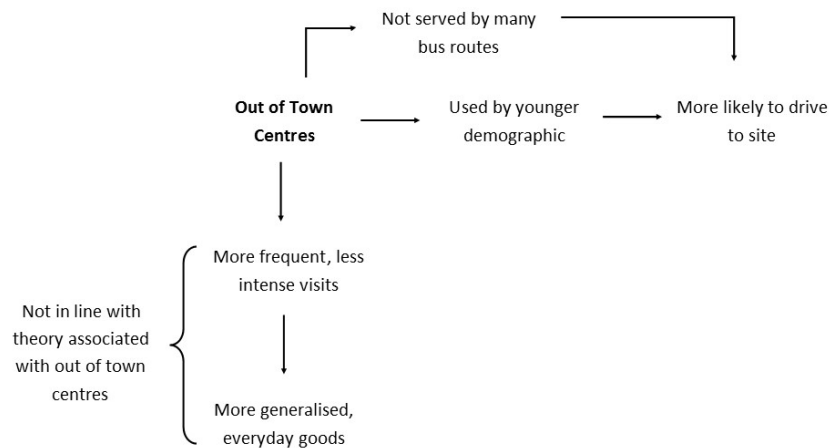 Not served by many
bus routes
Out of Town
Centres
Used by younger
demographic
More likely to drive
to site
More frequent, less
intense visits
Not in line with
theory associated
with out of town
centres
More generalised,
everyday goods